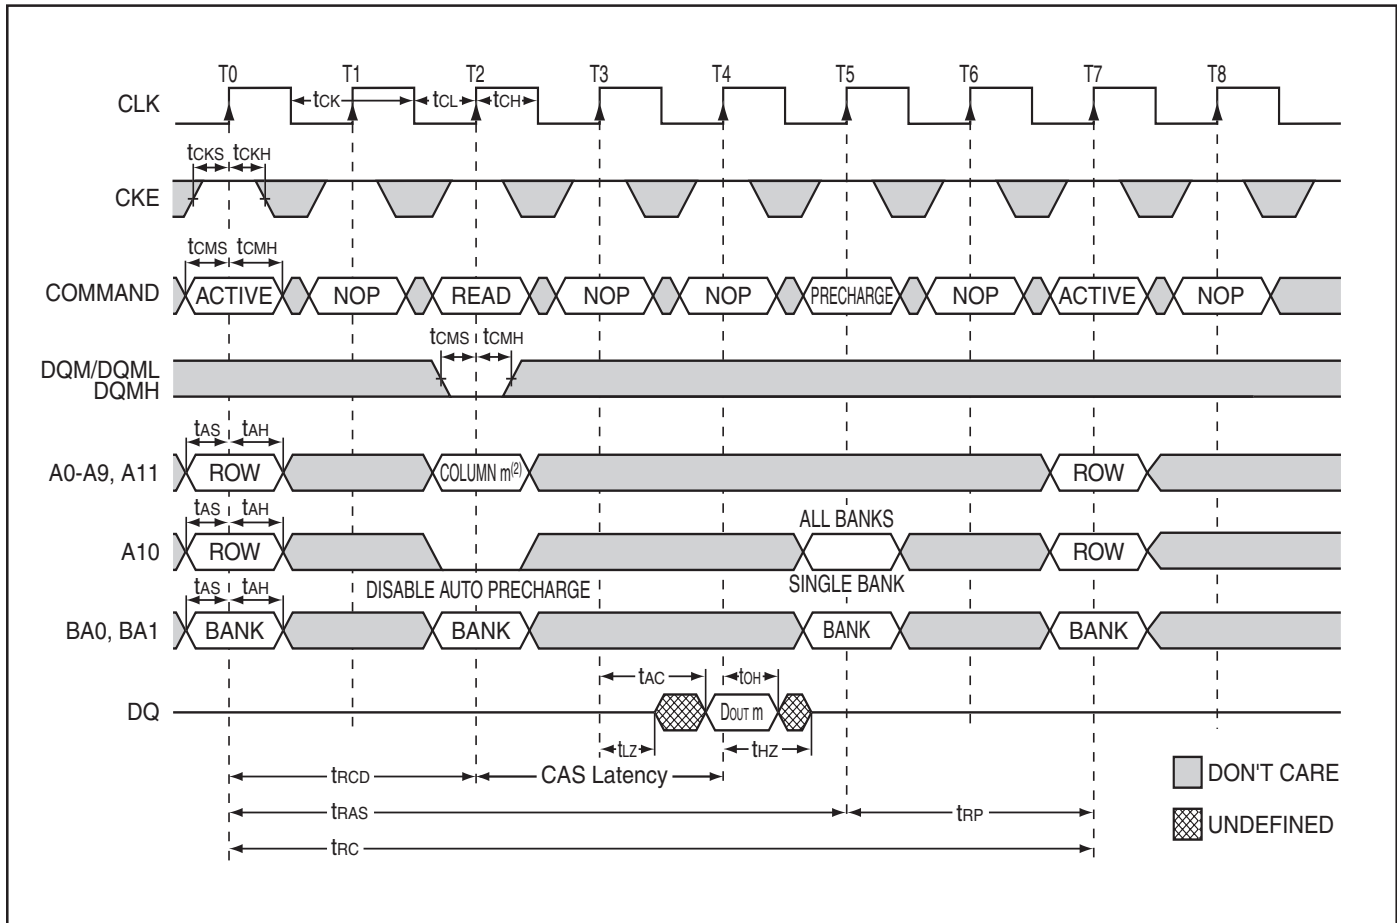 T0 T1 T2 T3 T4 T5 T6 T7 T8
CLK tCK tCL tCH
tCKS tCKH
CKE
tCMS tCMH
COMMAND ACTIVE NOP READ NOP NOP PRECHARGE NOP ACTIVE NOP
tCMS tCMH
DQM/DQML
DQMH
tAS tAH
A0-A9, A11 ROW COLUMN m(2) ROW
tAS tAH ALL BANKS
A10 ROW ROW
DISABLE AUTO PRECHARGE SINGLE BANK
tAS tAH
BA0, BA1 BANK BANK BANK BANK
tAC tOH
DQ DOUT m
tLZ tHZ
tRCD CAS Latency
DON'T CARE
tRAS tRP
UNDEFINED
tRC